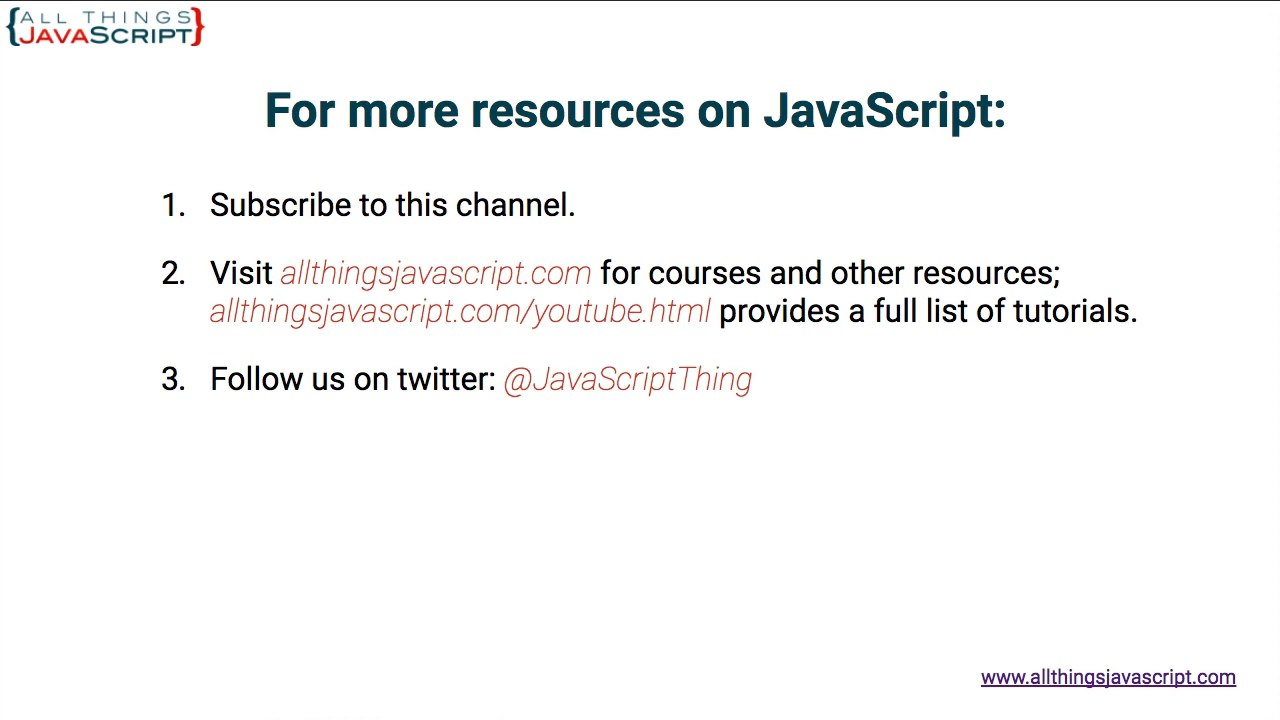 {ALL THINGS
JAVASCRIPT}
For more resources on JavaScript:
1. Subscribe to this channel.
2. Visit allthingsjavascript.com for courses and other resources;
allthingsjavascript.com/youtube.html provides a full list of tutorials.
3. Follow us on twitter: @JavaScriptThing
www.allthingsjavascript.com